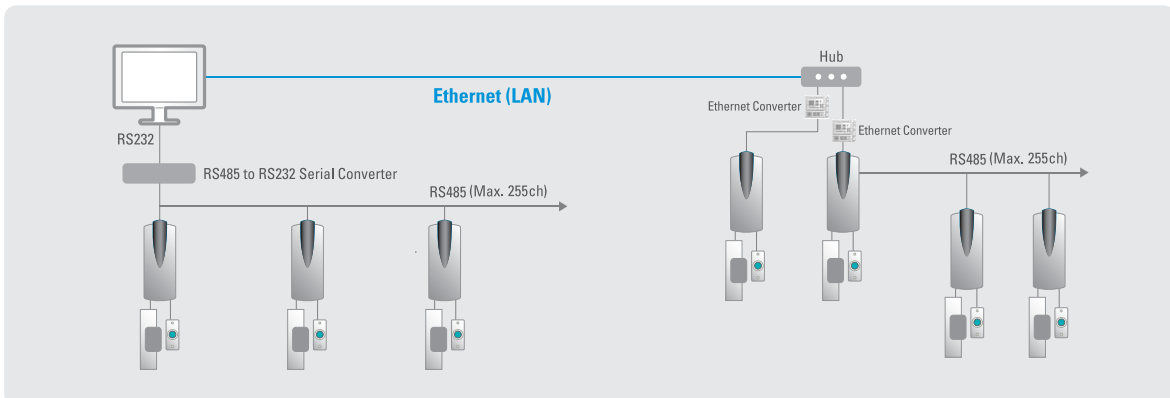 Hub
Ethernet (LAN)
Ethernet Converter
Ethernet Converter
RS232
RS485 to RS232 Serial Converter
RS485 (Max. 255ch)
RS485 (Max. 255ch)